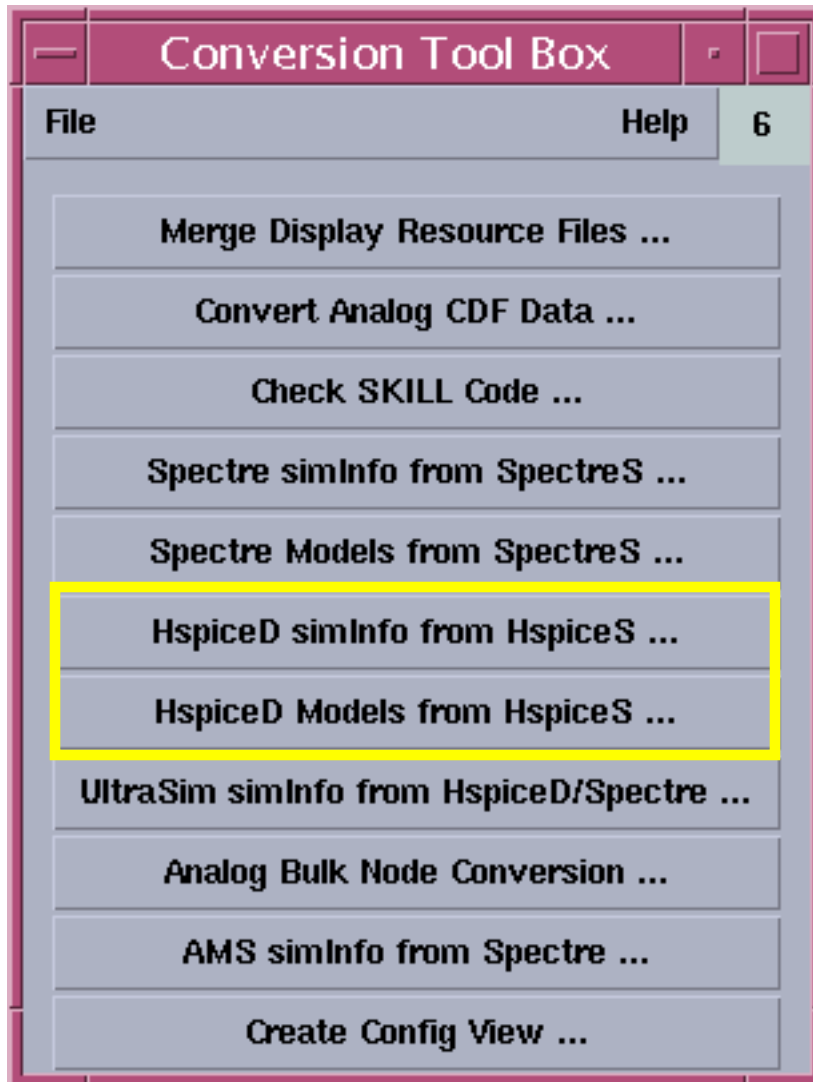 Conversion Tool Box
File Help 6
Merge Display Resource Files ...
Convert Analog CDF Data ...
Check SKILL Code ...
Spectre simInfo from SpectreS ...
Spectre Models from SpectreS ...
HspiceD simInfo from HspiceS ...
HspiceD Models from HspiceS ...
UltraSim simInfo from HspiceD/Spectre ...
Analog Bulk Node Conversion ...
AMS simInfo from Spectre ...
Create Config View ...